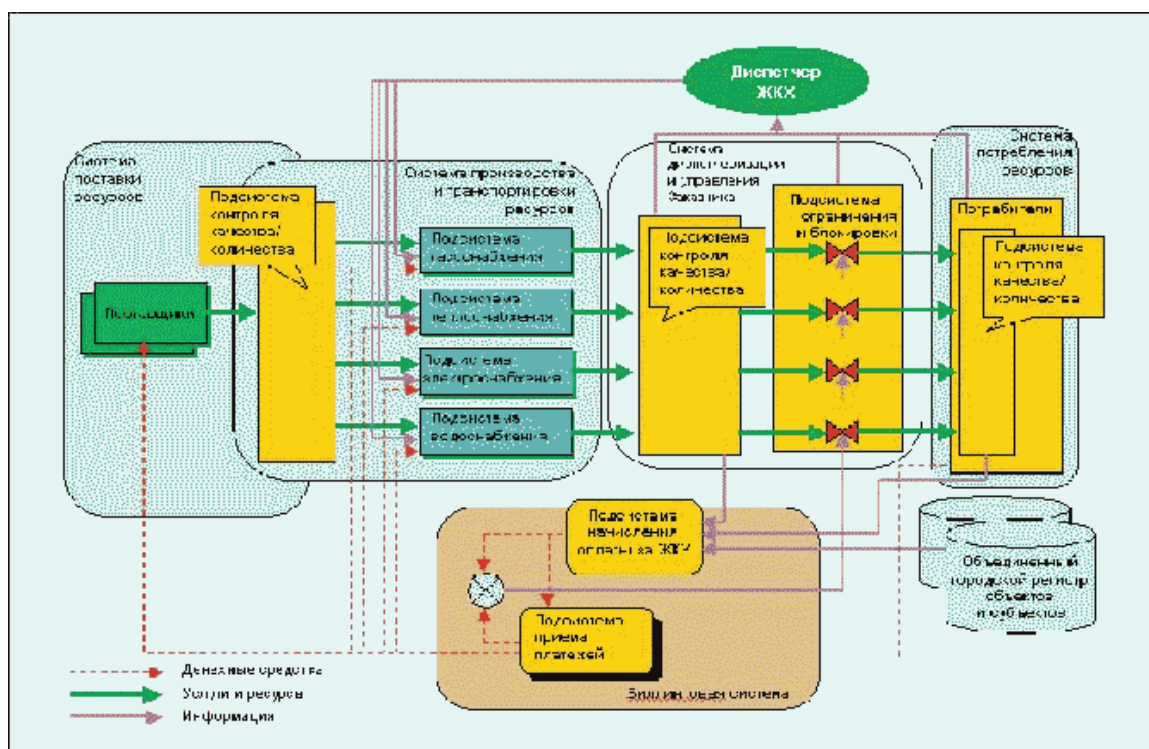 Диспетчер
ЖКХ
Система
поставки
ресурсов
Подсистема
контроля
качества/
количества
Поставщики
Система производства
и транспортировки
ресурсов
Подсистема
газоснабжения
Подсистема
теплоснабжения
Подсистема
электроснабжения
Подсистема
водоснабжения
Система
диспетчеризации
и управления
Заказчика
Подсистема
контроля
качества/
количества
Подсистема
ограничения
и блокировки
Система
потребления
ресурсов
Потребители
Подсистема
контроля
качества/
количества
Подсистема
начисления
оплаты за ЖКУ
Подсистема
приема
платежей
Биллинговая система
Объединенный
городской регистр
объектов
и субъектов
Денежные средства
Услуги и ресурсы
Информация